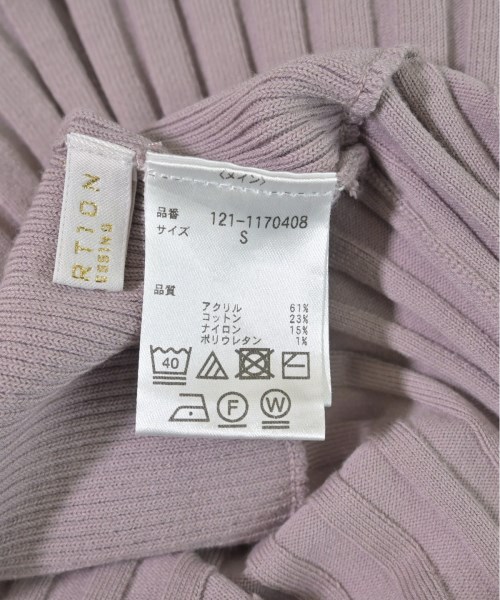 RTION
ESSING
〈メイン〉
品番 121-1170408
サイズ S
品質
アクリル 61%
コットン 23%
ナイロン 15%
ポリウレタン 1%
40
F W